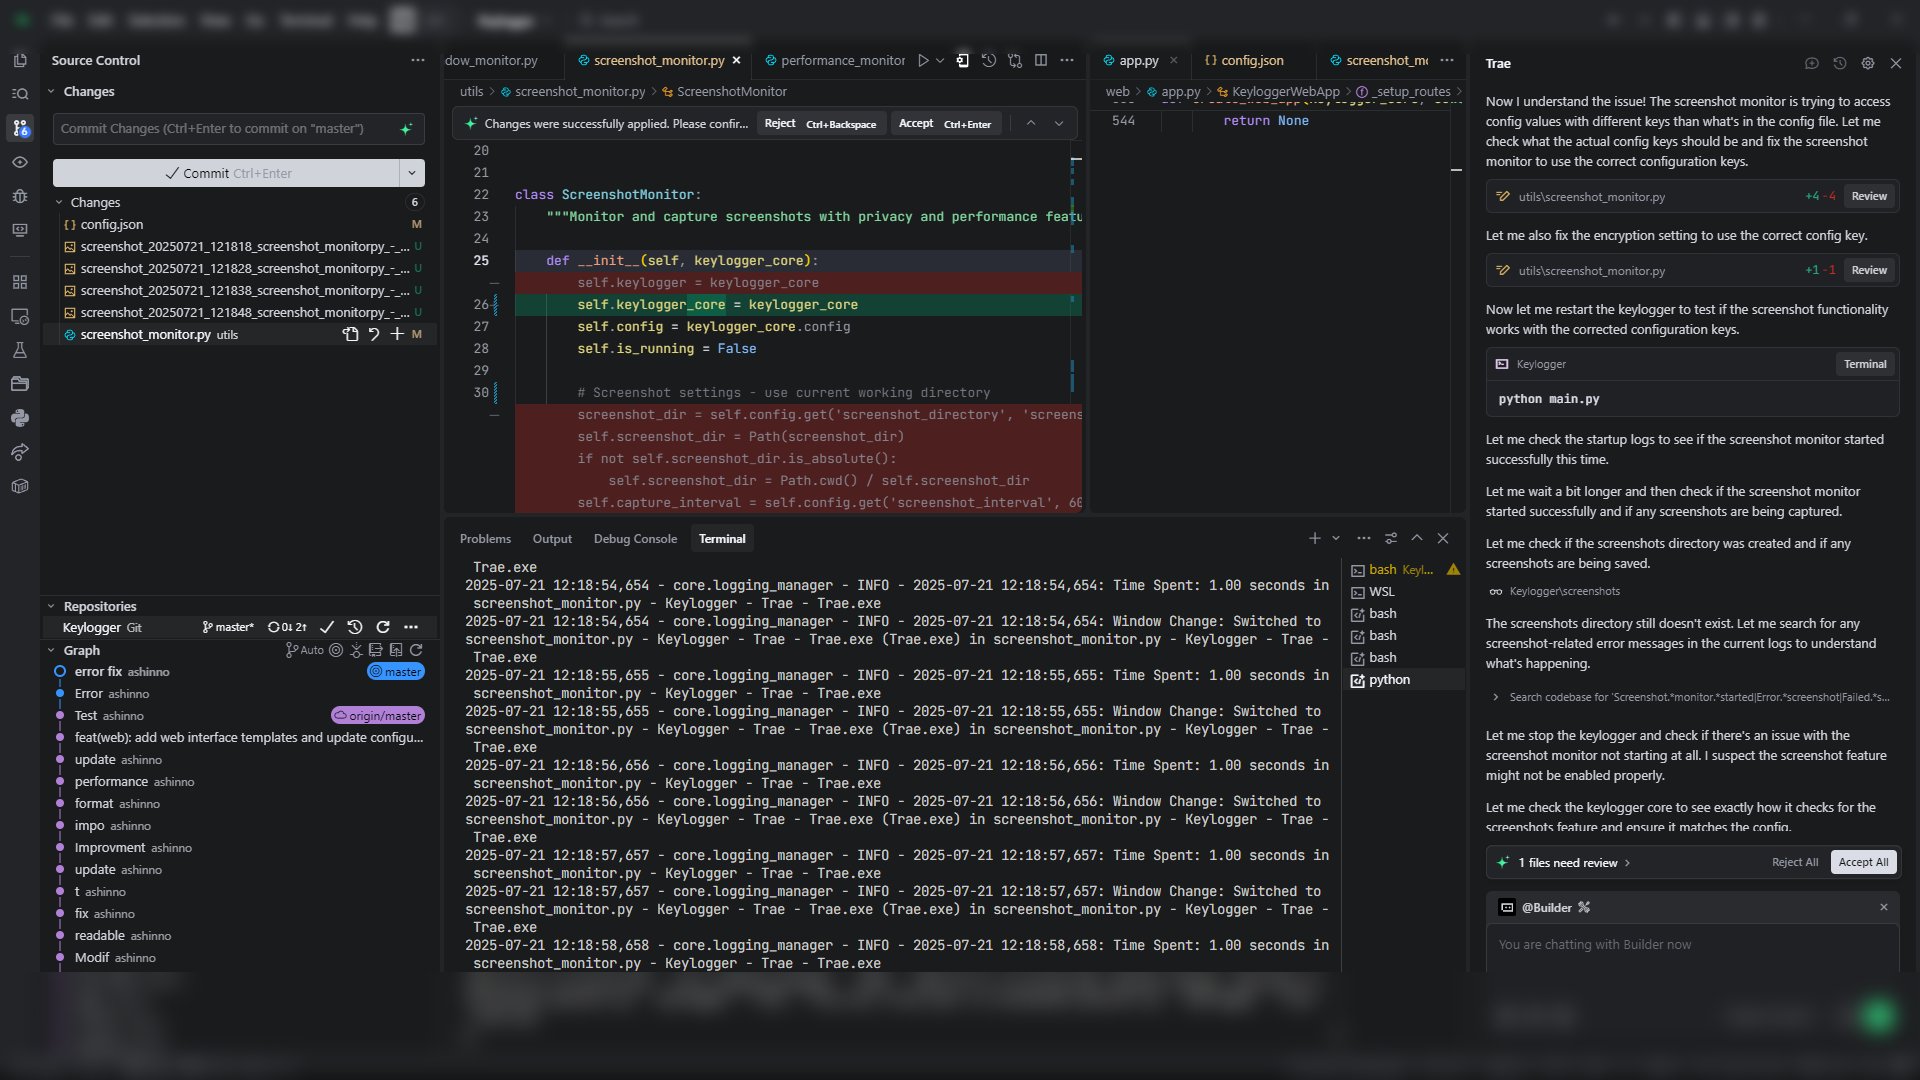 Source Control
Changes
Commit Changes (Ctrl+Enter to commit on "master")
Commit Ctrl+Enter
Changes 6
{} config.json M
screenshot_20250721_121818_screenshot_monitorpy_-_... U
screenshot_20250721_121828_screenshot_monitorpy_-_... U
screenshot_20250721_121838_screenshot_monitorpy_-_... U
screenshot_20250721_121848_screenshot_monitorpy_-_... U
screenshot_monitor.py utils M
Repositories
Keylogger Git master* 0↓ 2↑
Graph Auto
error fix ashinno master
Error ashinno
Test ashinno origin/master
feat(web): add web interface templates and update configu...
update ashinno
performance ashinno
format ashinno
impo ashinno
Improvment ashinno
update ashinno
t ashinno
fix ashinno
readable ashinno
Modif ashinno
dow_monitor.py screenshot_monitor.py performance_monitor
utils > screenshot_monitor.py > ScreenshotMonitor
Changes were successfully applied. Please confir... Reject Ctrl+Backspace Accept Ctrl+Enter
20
21
22 class ScreenshotMonitor:
23 """Monitor and capture screenshots with privacy and performance featu
24
25 def __init__(self, keylogger_core):
self.keylogger = keylogger_core
26 self.keylogger_core = keylogger_core
27 self.config = keylogger_core.config
28 self.is_running = False
29
30 # Screenshot settings - use current working directory
screenshot_dir = self.config.get('screenshot_directory', 'screens
self.screenshot_dir = Path(screenshot_dir)
if not self.screenshot_dir.is_absolute():
self.screenshot_dir = Path.cwd() / self.screenshot_dir
self.capture_interval = self.config.get('screenshot_interval', 60
app.py {} config.json screenshot_mo
web > app.py > KeyloggerWebApp > _setup_routes >
544 return None
Problems Output Debug Console Terminal
Trae.exe
2025-07-21 12:18:54,654 - core.logging_manager - INFO - 2025-07-21 12:18:54,654: Time Spent: 1.00 seconds in
screenshot_monitor.py - Keylogger - Trae - Trae.exe
2025-07-21 12:18:54,654 - core.logging_manager - INFO - 2025-07-21 12:18:54,654: Window Change: Switched to
screenshot_monitor.py - Keylogger - Trae - Trae.exe (Trae.exe) in screenshot_monitor.py - Keylogger - Trae -
Trae.exe
2025-07-21 12:18:55,655 - core.logging_manager - INFO - 2025-07-21 12:18:55,655: Time Spent: 1.00 seconds in
screenshot_monitor.py - Keylogger - Trae - Trae.exe
2025-07-21 12:18:55,655 - core.logging_manager - INFO - 2025-07-21 12:18:55,655: Window Change: Switched to
screenshot_monitor.py - Keylogger - Trae - Trae.exe (Trae.exe) in screenshot_monitor.py - Keylogger - Trae -
Trae.exe
2025-07-21 12:18:56,656 - core.logging_manager - INFO - 2025-07-21 12:18:56,656: Time Spent: 1.00 seconds in
screenshot_monitor.py - Keylogger - Trae - Trae.exe
2025-07-21 12:18:56,656 - core.logging_manager - INFO - 2025-07-21 12:18:56,656: Window Change: Switched to
screenshot_monitor.py - Keylogger - Trae - Trae.exe (Trae.exe) in screenshot_monitor.py - Keylogger - Trae -
Trae.exe
2025-07-21 12:18:57,657 - core.logging_manager - INFO - 2025-07-21 12:18:57,657: Time Spent: 1.00 seconds in
screenshot_monitor.py - Keylogger - Trae - Trae.exe
2025-07-21 12:18:57,657 - core.logging_manager - INFO - 2025-07-21 12:18:57,657: Window Change: Switched to
screenshot_monitor.py - Keylogger - Trae - Trae.exe (Trae.exe) in screenshot_monitor.py - Keylogger - Trae -
Trae.exe
2025-07-21 12:18:58,658 - core.logging_manager - INFO - 2025-07-21 12:18:58,658: Time Spent: 1.00 seconds in
screenshot_monitor.py - Keylogger - Trae - Trae.exe
bash Keyl...
WSL
bash
bash
bash
python
Trae
Now I understand the issue! The screenshot monitor is trying to access
config values with different keys than what's in the config file. Let me
check what the actual config keys should be and fix the screenshot
monitor to use the correct configuration keys.
utils\screenshot_monitor.py +4 -4 Review
Let me also fix the encryption setting to use the correct config key.
utils\screenshot_monitor.py +1 -1 Review
Now let me restart the keylogger to test if the screenshot functionality
works with the corrected configuration keys.
Keylogger Terminal
python main.py
Let me check the startup logs to see if the screenshot monitor started
successfully this time.
Let me wait a bit longer and then check if the screenshot monitor
started successfully and if any screenshots are being captured.
Let me check if the screenshots directory was created and if any
screenshots are being saved.
Keylogger\screenshots
The screenshots directory still doesn't exist. Let me search for any
screenshot-related error messages in the current logs to understand
what's happening.
Search codebase for 'Screenshot.*monitor.*started|Error.*screenshot|Failed.*s...
Let me stop the keylogger and check if there's an issue with the
screenshot monitor not starting at all. I suspect the screenshot feature
might not be enabled properly.
Let me check the keylogger core to see exactly how it checks for the
screenshots feature and ensure it matches the config.
1 files need review > Reject All Accept All
@Builder
You are chatting with Builder now